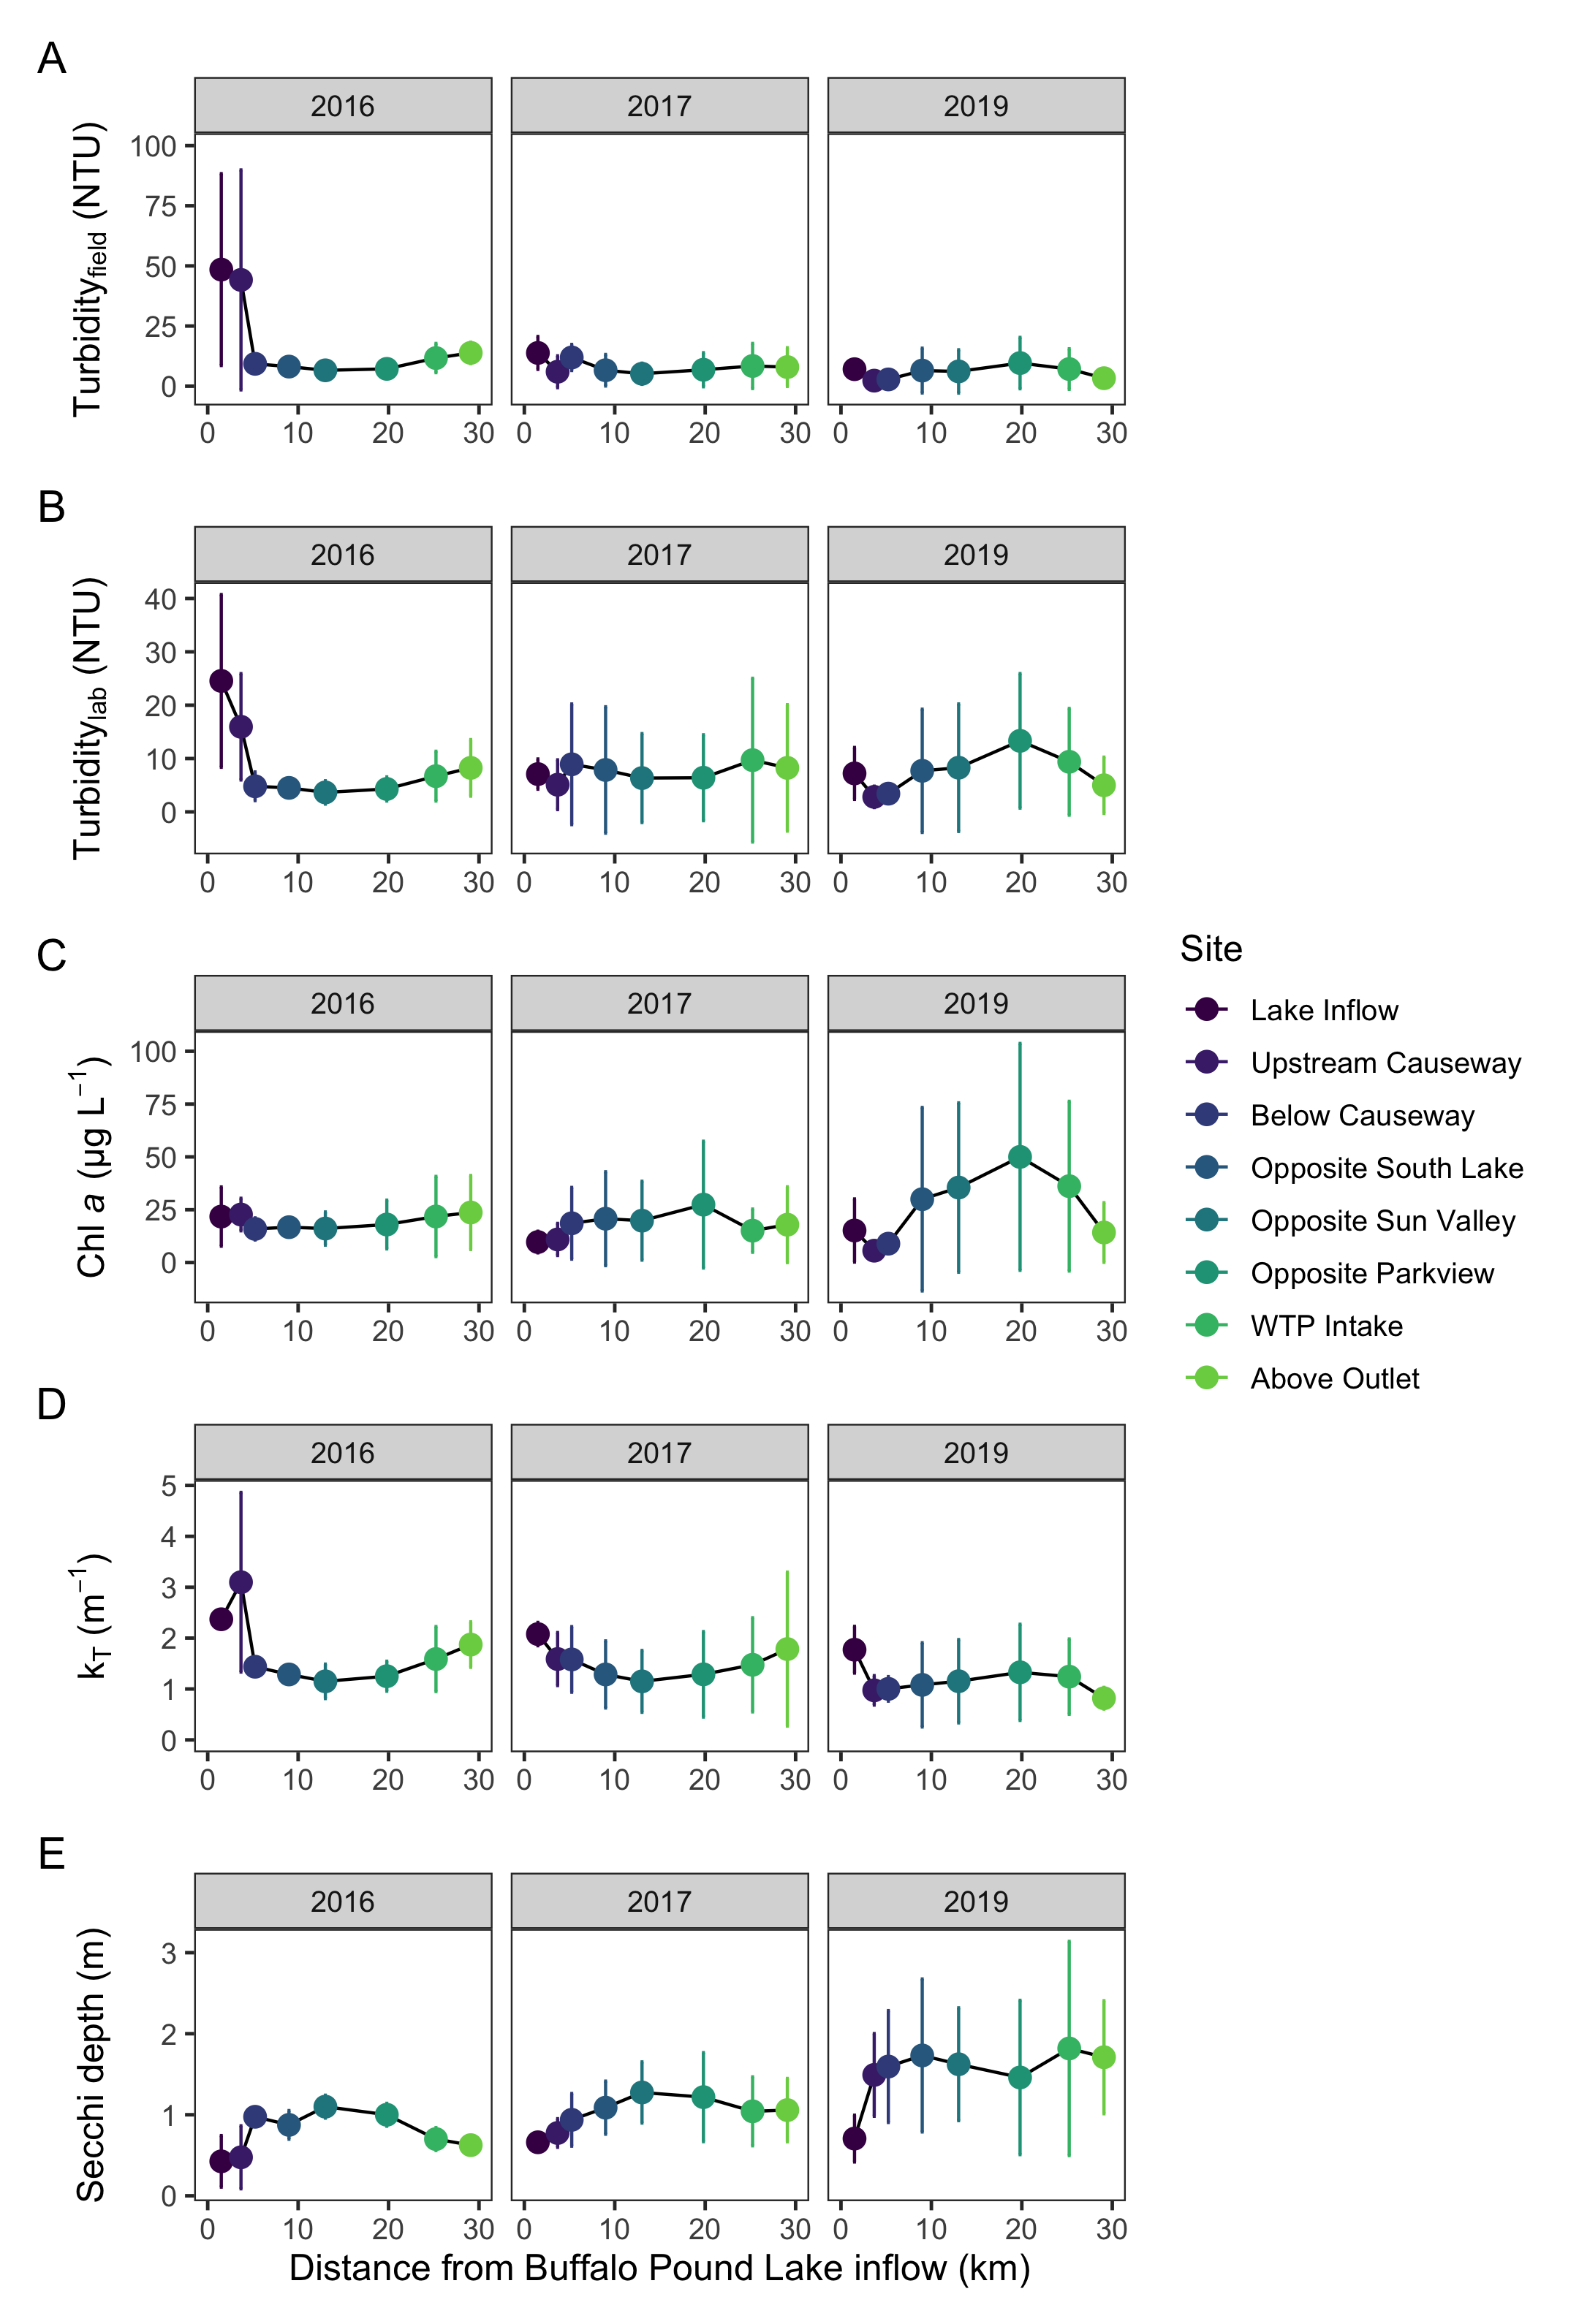 A
2016 2017 2019
Turbidityfield (NTU)
100
75
50
25
0
0 10 20 30 0 10 20 30 0 10 20 30
B
2016 2017 2019
Turbiditylab (NTU)
40
30
20
10
0
0 10 20 30 0 10 20 30 0 10 20 30
C
2016 2017 2019
Chl a (µg L⁻¹)
100
75
50
25
0
0 10 20 30 0 10 20 30 0 10 20 30
D
2016 2017 2019
kT (m⁻¹)
5
4
3
2
1
0
0 10 20 30 0 10 20 30 0 10 20 30
E
2016 2017 2019
Secchi depth (m)
3
2
1
0
0 10 20 30 0 10 20 30 0 10 20 30
Distance from Buffalo Pound Lake inflow (km)
Site
Lake Inflow
Upstream Causeway
Below Causeway
Opposite South Lake
Opposite Sun Valley
Opposite Parkview
WTP Intake
Above Outlet